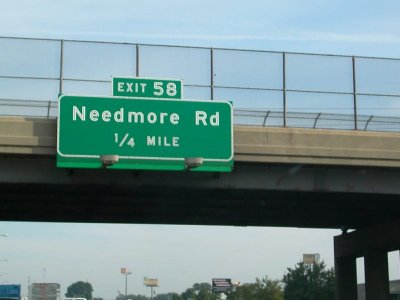 EXIT 58
Needmore Rd
1/4 MILE